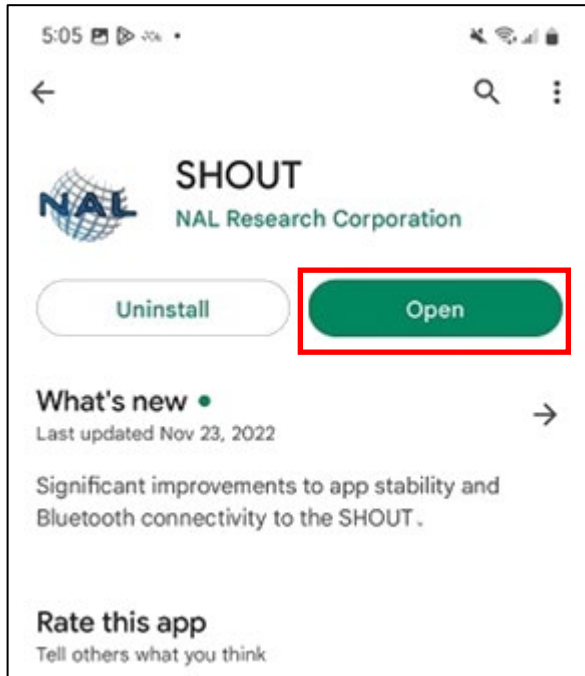 5:05
SHOUT
NAL
NAL Research Corporation
Uninstall
Open
What's new
Last updated Nov 23, 2022
Significant improvements to app stability and
Bluetooth connectivity to the SHOUT.
Rate this app
Tell others what you think